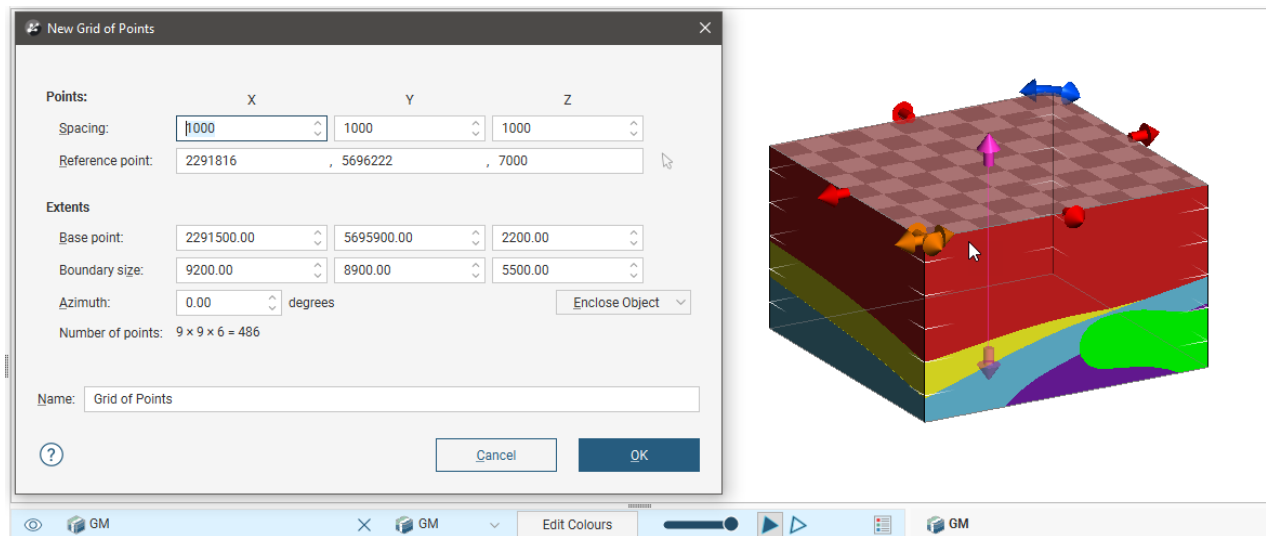 New Grid of Points
Points: X Y Z
Spacing: 1000 1000 1000
Reference point: 2291816 , 5696222 , 7000
Extents
Base point: 2291500.00 5695900.00 2200.00
Boundary size: 9200.00 8900.00 5500.00
Azimuth: 0.00 degrees Enclose Object
Number of points: 9 × 9 × 6 = 486
Name: Grid of Points
? Cancel OK
GM GM Edit Colours GM